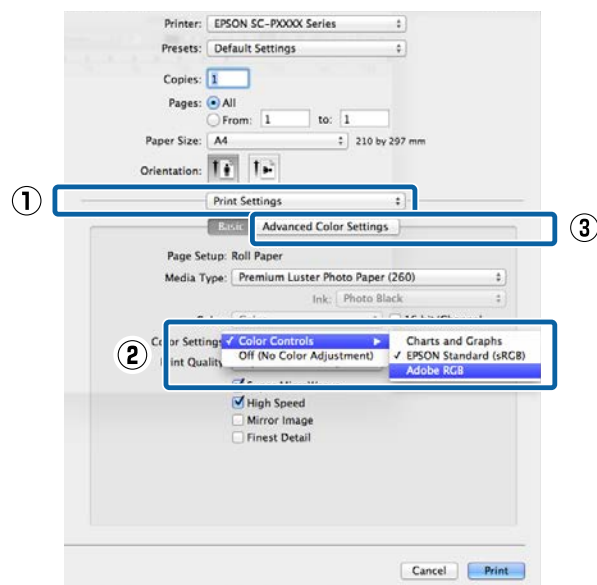 Printer: EPSON SC-PXXXX Series
Presets: Default Settings
Copies: 1
Pages: All
From: 1 to: 1
Paper Size: A4 210 by 297 mm
Orientation:
① Print Settings
Basic Advanced Color Settings ③
Page Setup: Roll Paper
Media Type: Premium Luster Photo Paper (260)
Ink: Photo Black
② Color Settings ✓ Color Controls ▶ Charts and Graphs
Off (No Color Adjustment) ✓ EPSON Standard (sRGB)
Print Quality Adobe RGB
High Speed
Mirror Image
Finest Detail
Cancel Print